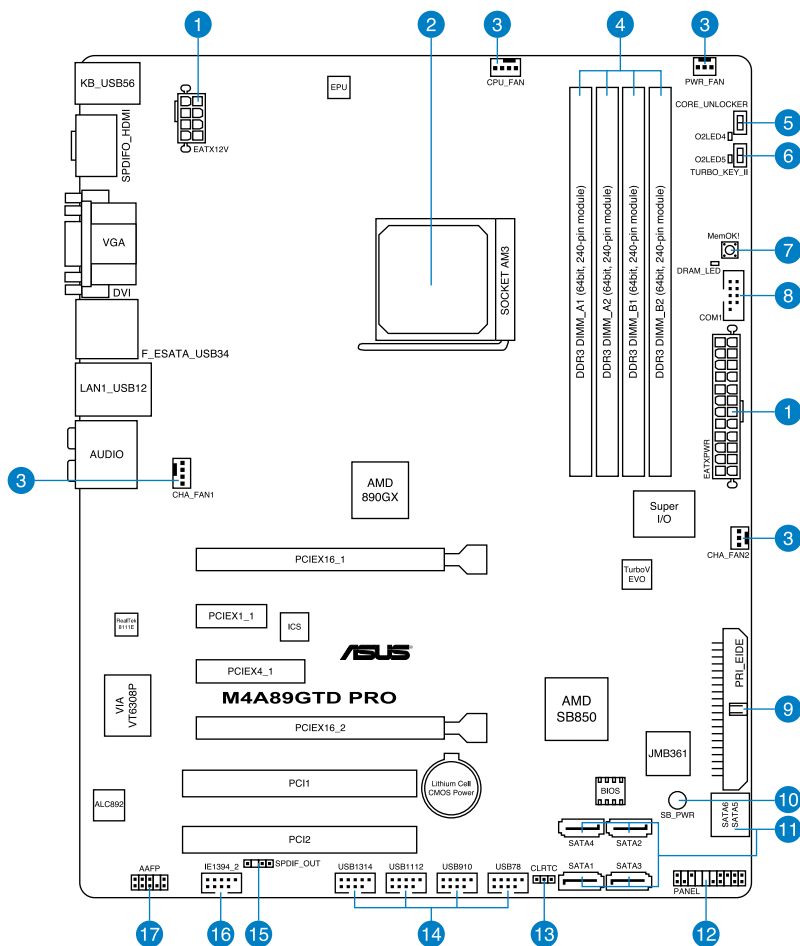 1
2
3
4
3
KB_USB56
EPU
CPU_FAN
PWR_FAN
SPDIFO_HDMI
EATX12V
CORE_UNLOCKER
5
O2LED4
O2LED5
6
TURBO_KEY_II
VGA
DVI
SOCKET AM3
DDR3 DIMM_A1 (64bit, 240-pin module)
DDR3 DIMM_A2 (64bit, 240-pin module)
DDR3 DIMM_B1 (64bit, 240-pin module)
DDR3 DIMM_B2 (64bit, 240-pin module)
MemOK!
7
DRAM_LED
8
COM1
F_ESATA_USB34
LAN1_USB12
1
EATXPWR
AUDIO
3
CHA_FAN1
AMD
890GX
Super
I/O
3
CHA_FAN2
PCIEX16_1
TurboV
EVO
RealTek
8111E
PCIEX1_1
ICS
ASUS
PCIEX4_1
M4A89GTD PRO
VIA
VT6308P
PCIEX16_2
AMD
SB850
PRI_EIDE
9
JMB361
PCI1
Lithium Cell
CMOS Power
BIOS
ALC892
10
SB_PWR
SATA6
SATA5
11
PCI2
SATA4
SATA2
AAFP
IE1394_2
SPDIF_OUT
USB1314
USB1112
USB910
USB78
CLRTC
SATA1
SATA3
PANEL
17
16
15
14
13
12